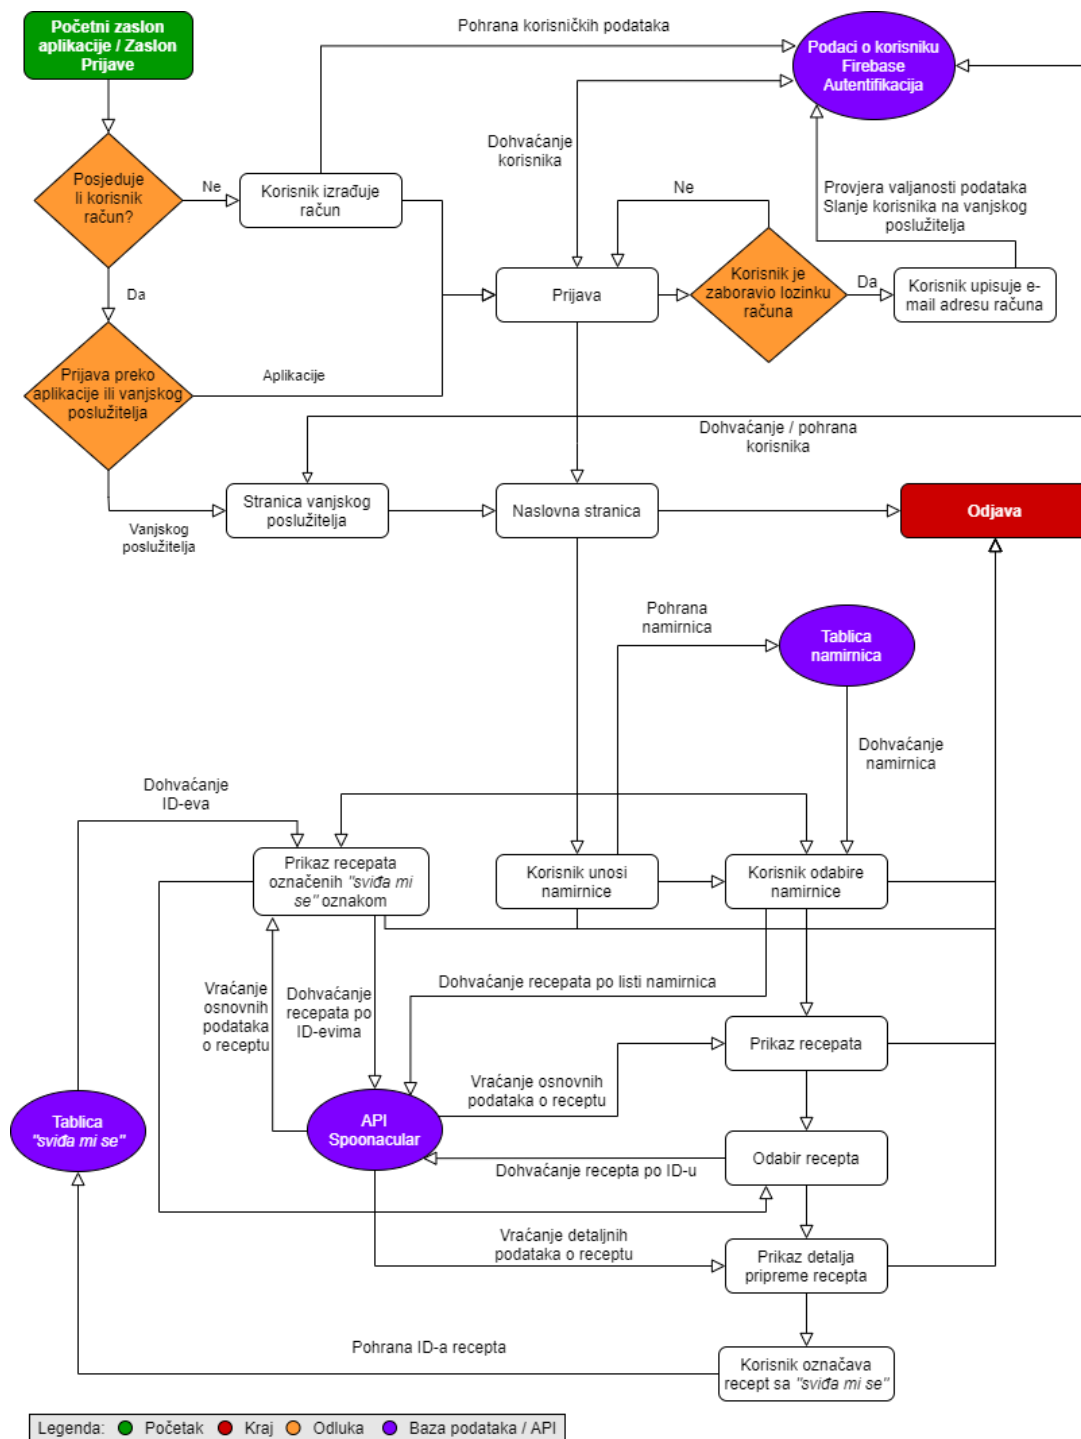 Početni zaslon
aplikacije / Zaslon
Prijave
Pohrana korisničkih podataka
Podaci o korisniku
Firebase
Autentifikacija
Dohvaćanje
korisnika
Posjeduje
li korisnik
račun?
Ne
Korisnik izrađuje
račun
Ne
Provjera valjanosti podataka
Slanje korisnika na vanjskog
poslužitelja
Da
Prijava
Korisnik je
zaboravio lozinku
računa
Da
Korisnik upisuje e-
mail adresu računa
Prijava preko
aplikacije ili vanjskog
poslužitelja
Aplikacije
Dohvaćanje / pohrana
korisnika
Vanjskog
poslužitelja
Stranica vanjskog
poslužitelja
Naslovna stranica
Odjava
Pohrana
namirnica
Tablica
namirnica
Dohvaćanje
namirnica
Dohvaćanje
ID-eva
Prikaz recepata
označenih "sviđa mi
se" oznakom
Korisnik unosi
namirnice
Korisnik odabire
namirnice
Vraćanje
osnovnih
podataka
o receptu
Dohvaćanje
recepata po
ID-evima
Dohvaćanje recepata po listi namirnica
Prikaz recepata
Vraćanje osnovnih
podataka o receptu
Tablica
"sviđa mi se"
API
Spoonacular
Dohvaćanje recepta po ID-u
Odabir recepta
Vraćanje detaljnih
podataka o receptu
Prikaz detalja
pripreme recepta
Pohrana ID-a recepta
Korisnik označava
recept sa "sviđa mi se"
Legenda: Početak Kraj Odluka Baza podataka / API